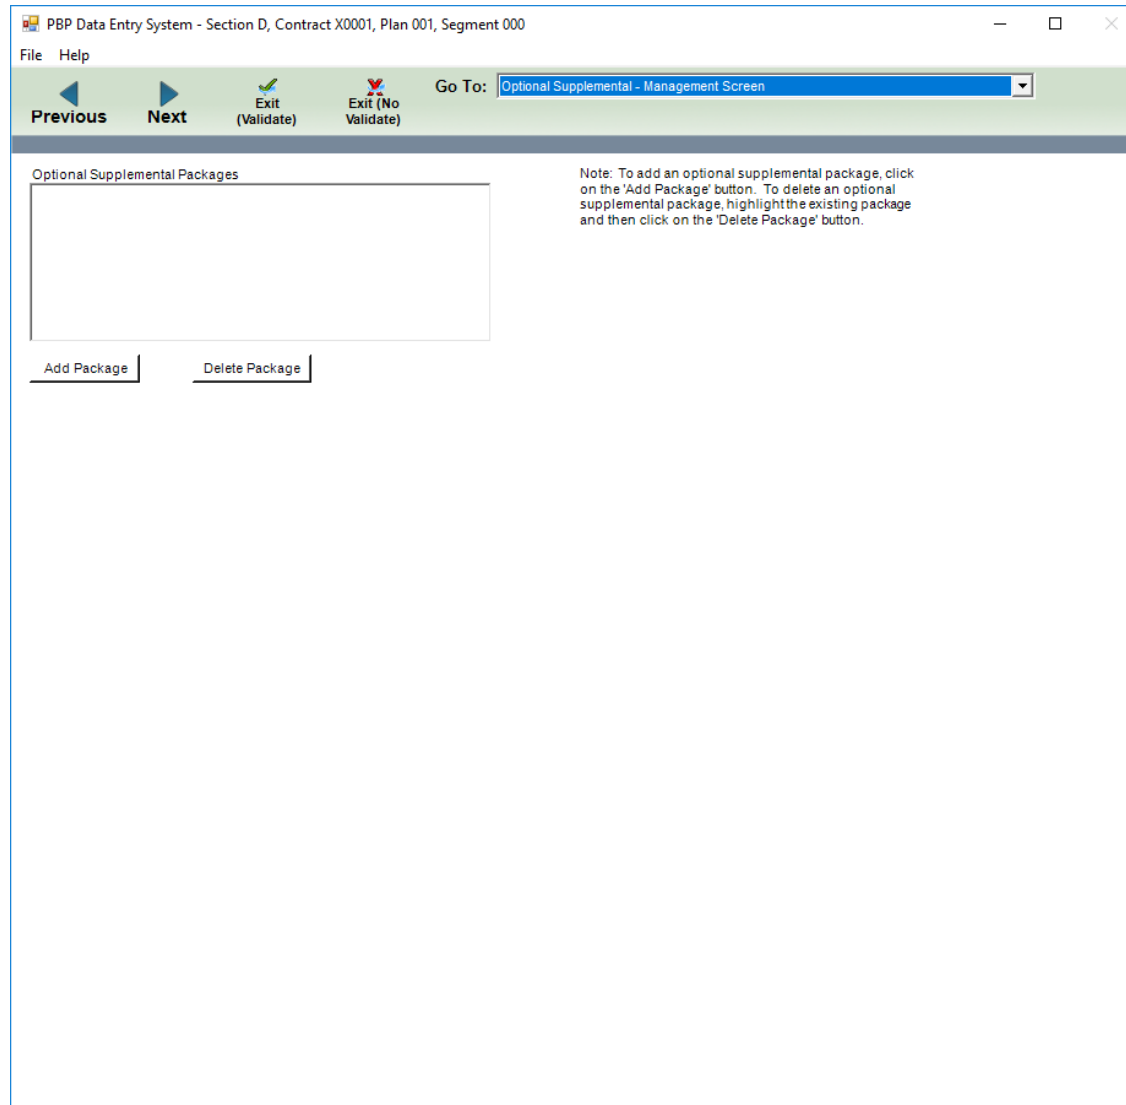 PBP Data Entry System - Section D, Contract X0001, Plan 001, Segment 000
File Help
Previous
Next
Exit
(Validate)
Exit (No
Validate)
Go To:
Optional Supplemental - Management Screen
Optional Supplemental Packages
Note: To add an optional supplemental package, click
on the 'Add Package' button. To delete an optional
supplemental package, highlight the existing package
and then click on the 'Delete Package' button.
Add Package
Delete Package